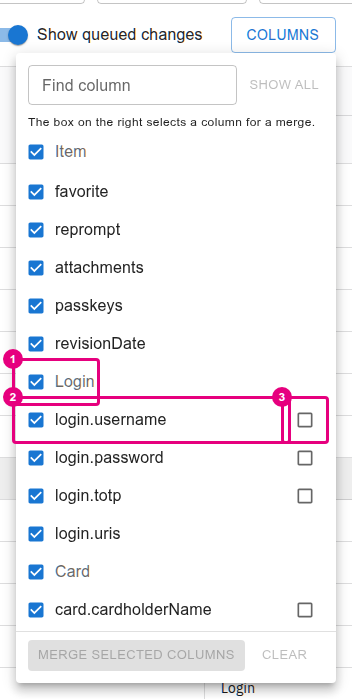 Show queued changes
COLUMNS
Find column
SHOW ALL
The box on the right selects a column for a merge.
Item
favorite
reprompt
attachments
passkeys
revisionDate
1
Login
2
3
login.username
login.password
login.totp
login.uris
Card
card.cardholderName
MERGE SELECTED COLUMNS
CLEAR
Login